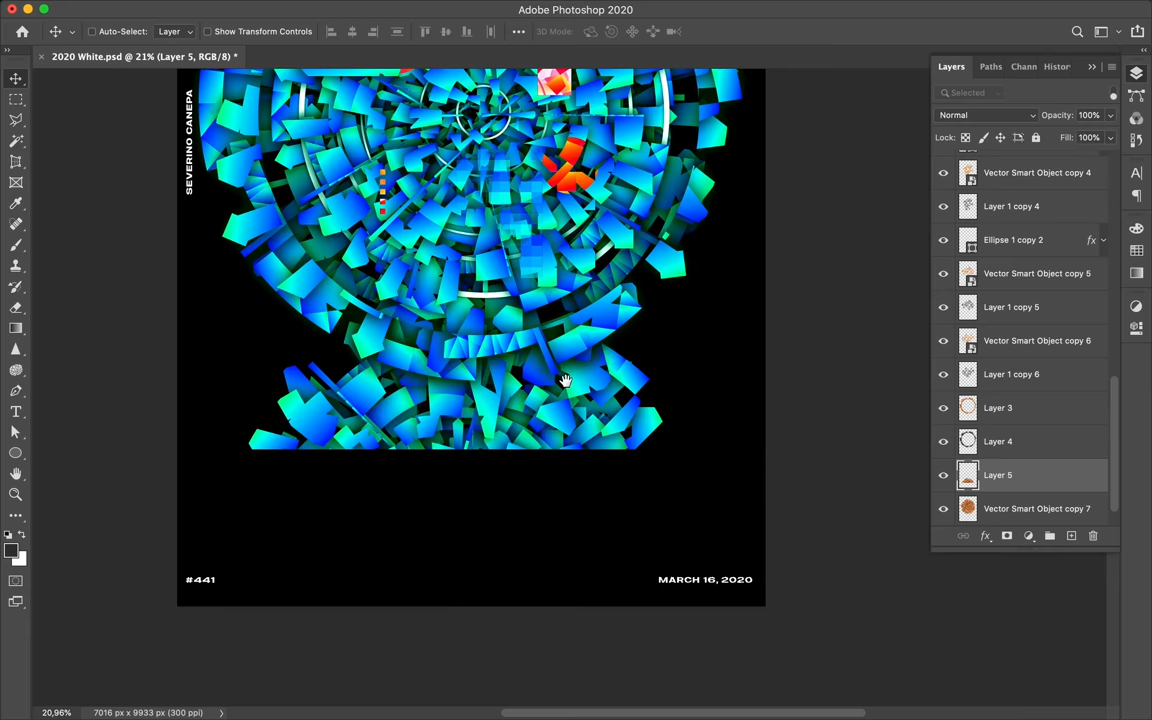 Adobe Photoshop 2020
Auto-Select: Layer Show Transform Controls 3D Mode:
2020 White.psd @ 21% (Layer 5, RGB/8) *
Layers Paths Chann Histor
Selected
Normal Opacity: 100%
Lock: Fill: 100%
Vector Smart Object copy 4
Layer 1 copy 4
Ellipse 1 copy 2 fx
Vector Smart Object copy 5
Layer 1 copy 5
Vector Smart Object copy 6
Layer 1 copy 6
Layer 3
Layer 4
Layer 5
Vector Smart Object copy 7
fx
SEVERINO CANEPA
#441 MARCH 16, 2020
20,96% 7016 px x 9933 px (300 ppi)